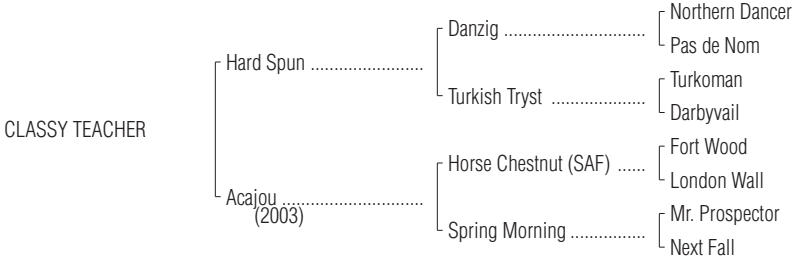 Northern Dancer
Danzig ..............................
Pas de Nom
Hard Spun ........................
Turkoman
Turkish Tryst ....................
Darbyvail
CLASSY TEACHER
Fort Wood
Horse Chestnut (SAF) ......
London Wall
Acajou ..............................
(2003)
Mr. Prospector
Spring Morning ................
Next Fall